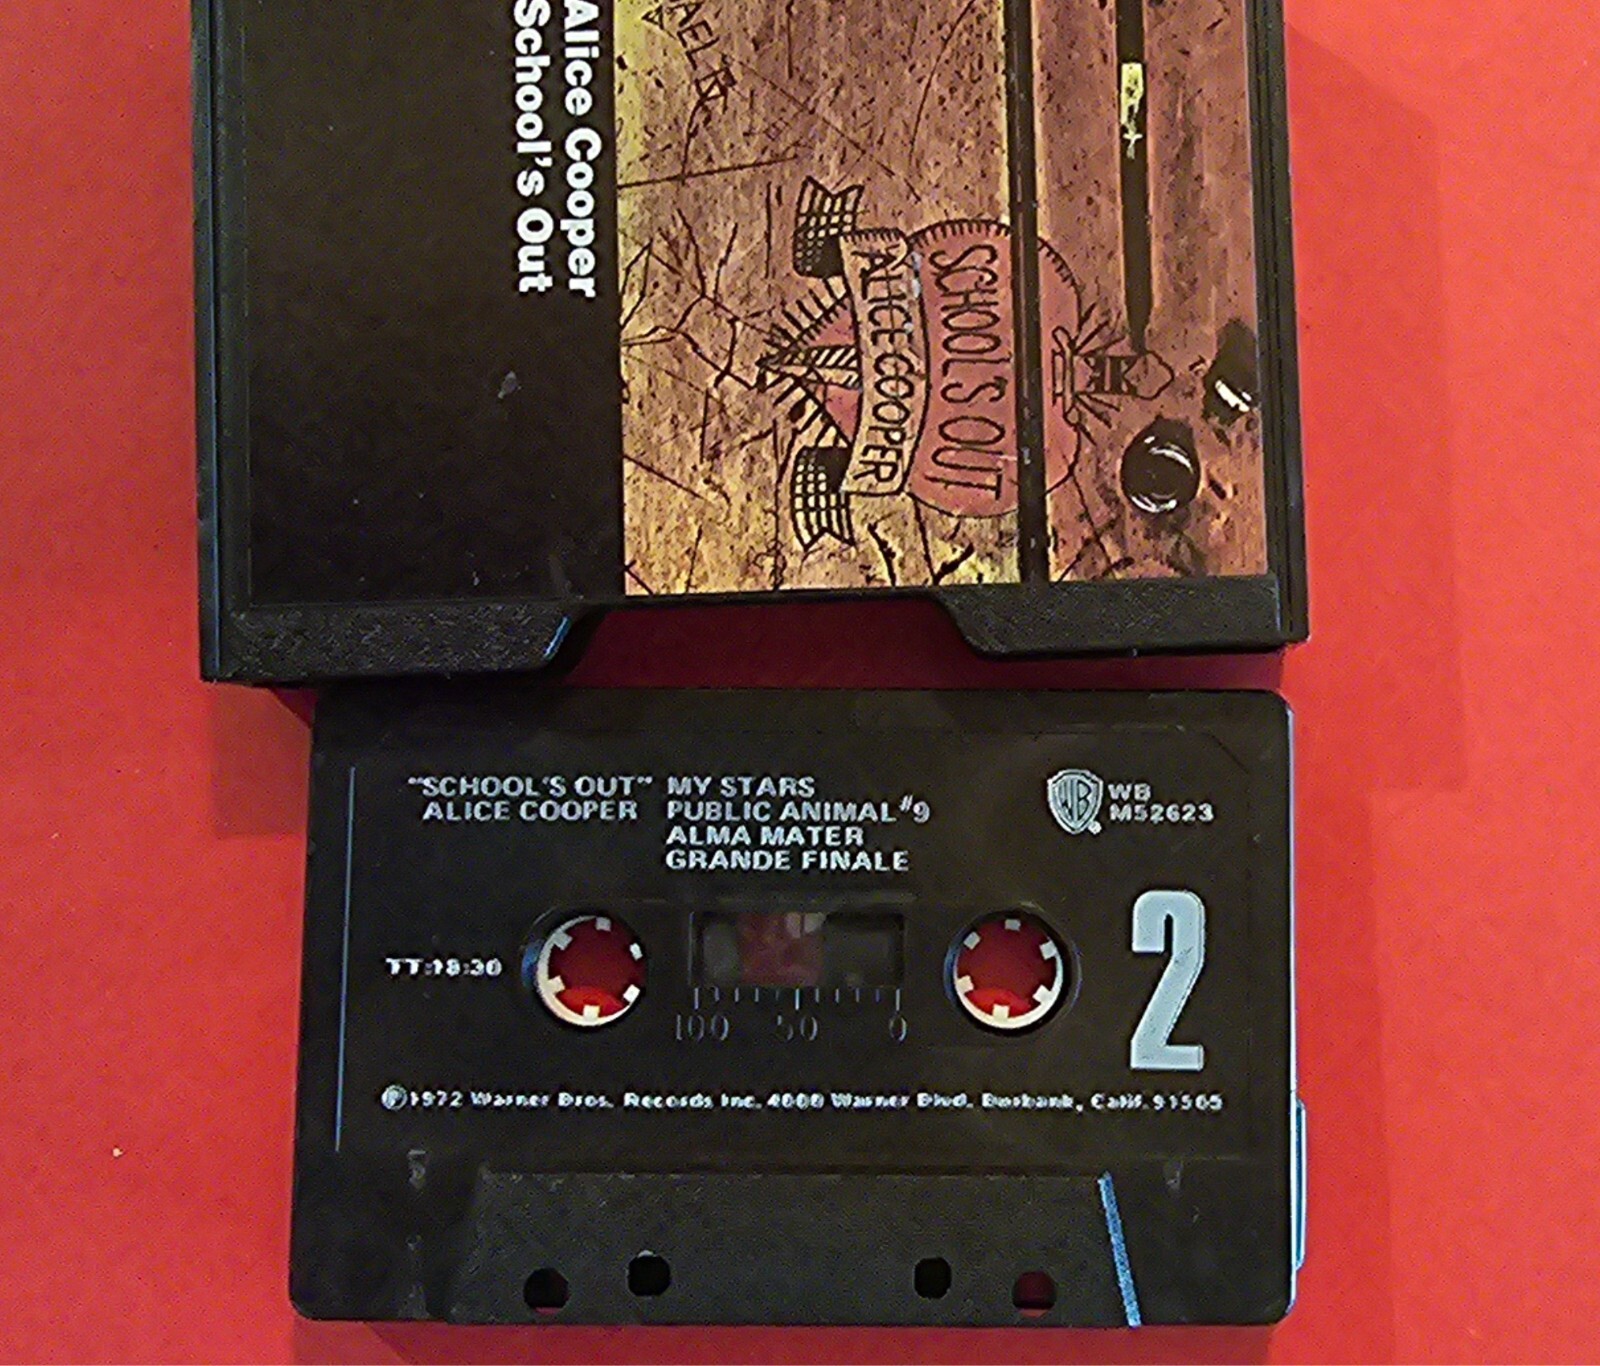 Alice Cooper
School's Out
SCHOOL'S OUT
ALICE COOPER
"SCHOOL'S OUT"
ALICE COOPER
MY STARS
PUBLIC ANIMAL #9
ALMA MATER
GRANDE FINALE
WB
WB
M52623
TT:18:30
2
100 50 0
℗1972 Warner Bros. Records Inc. 4000 Warner Blvd. Burbank, Calif. 91505